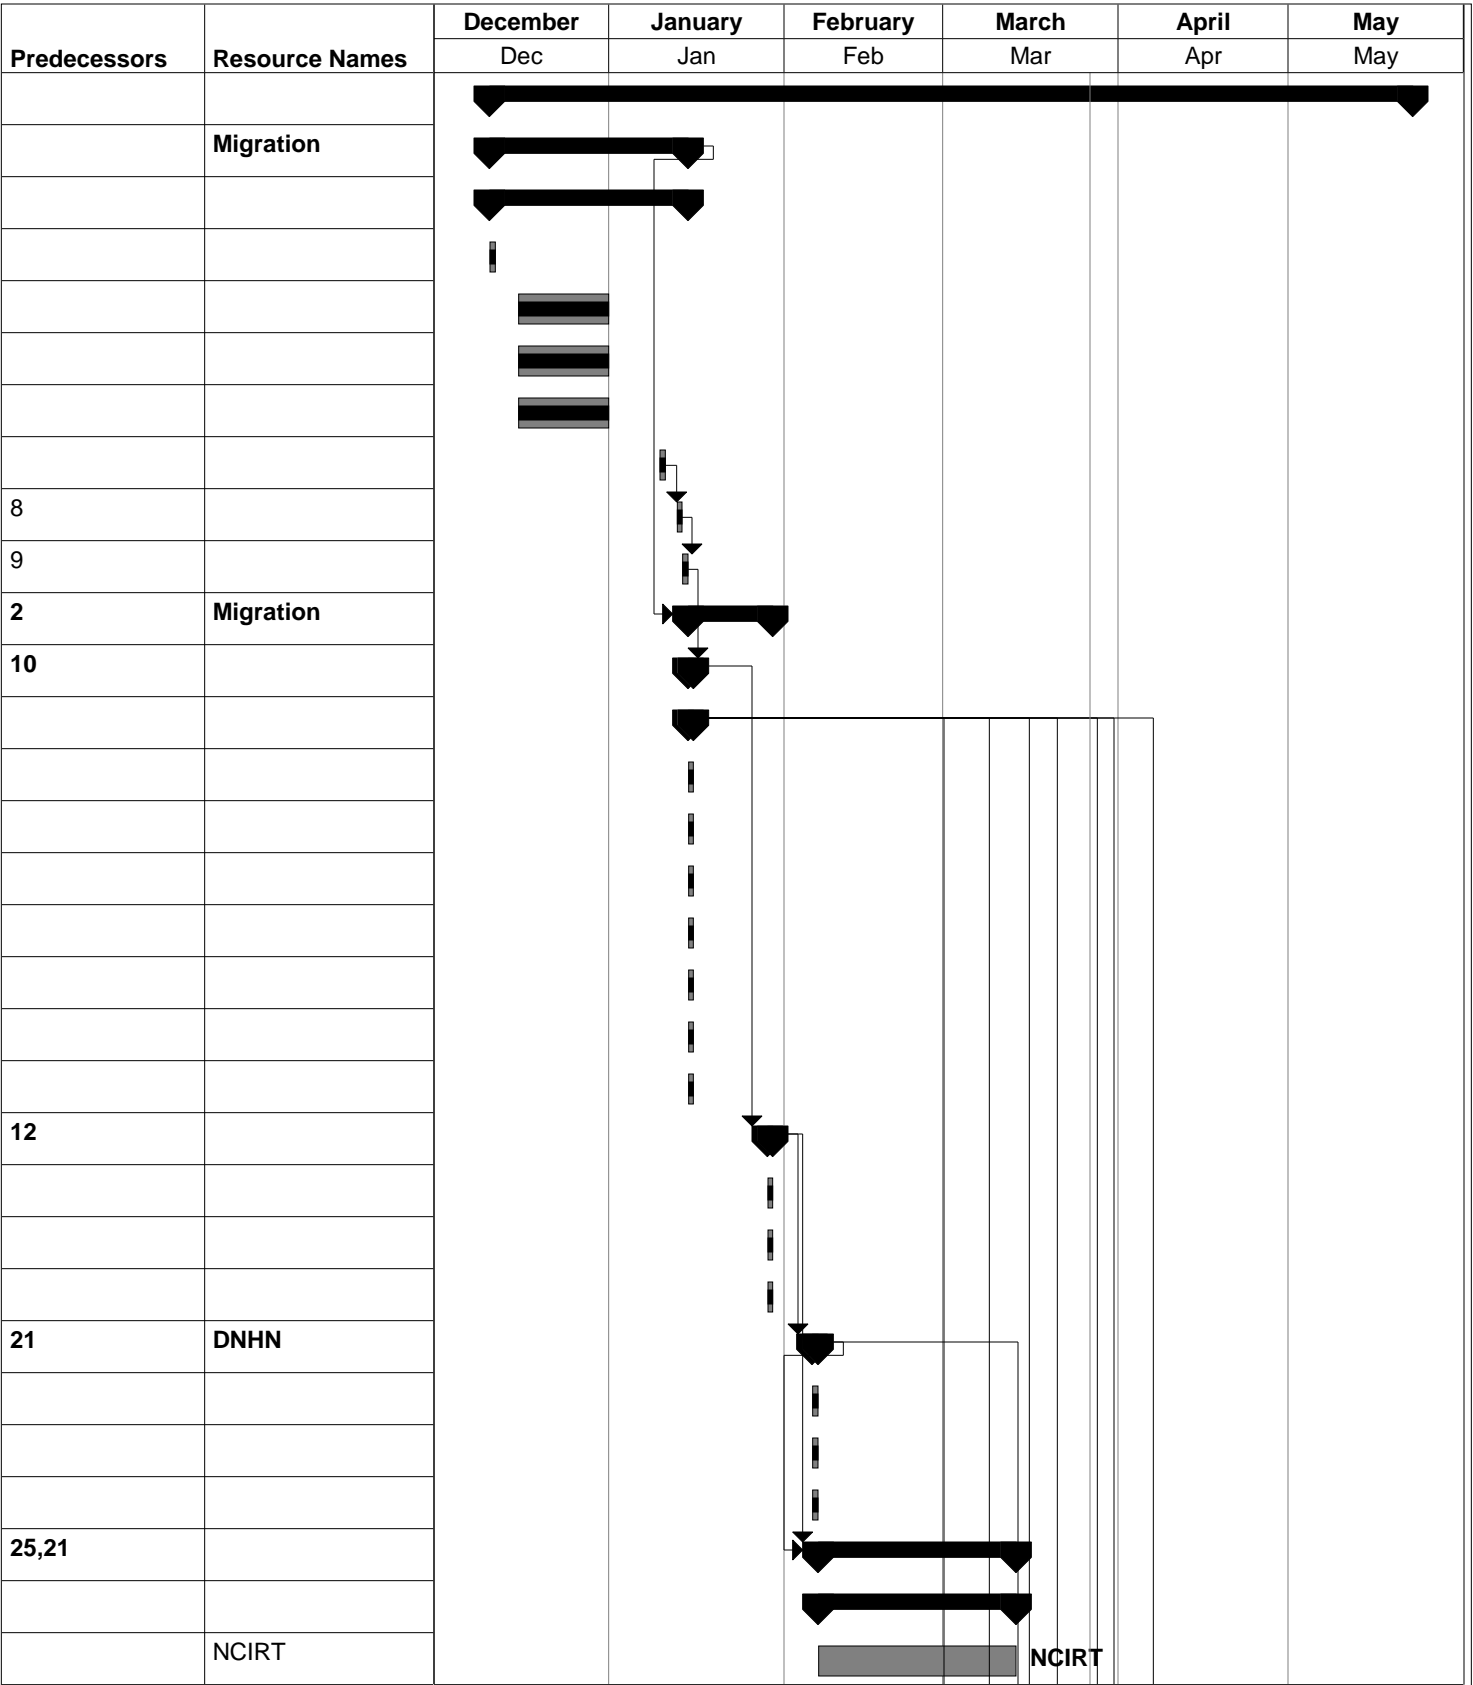 December January February March April May
Predecessors Resource Names Dec Jan Feb Mar Apr May
Migration
8
9
2 Migration
10
12
21 DNHN
25,21
NCIRT NCIRT